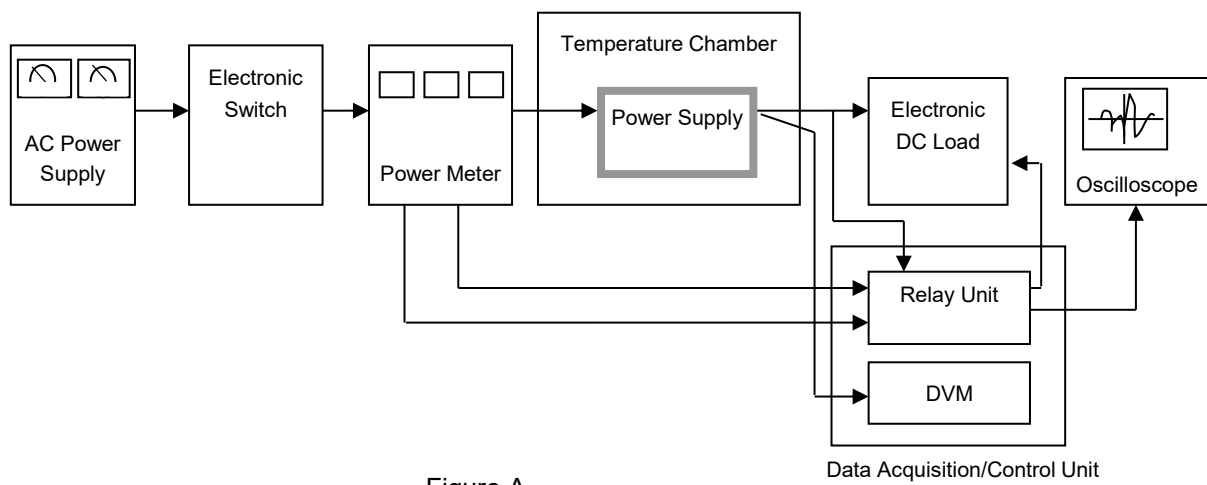 Temperature Chamber
AC Power
Supply
Electronic
Switch
Power Meter
Power Supply
Electronic
DC Load
Oscilloscope
Relay Unit
DVM
Data Acquisition/Control Unit
Figure A